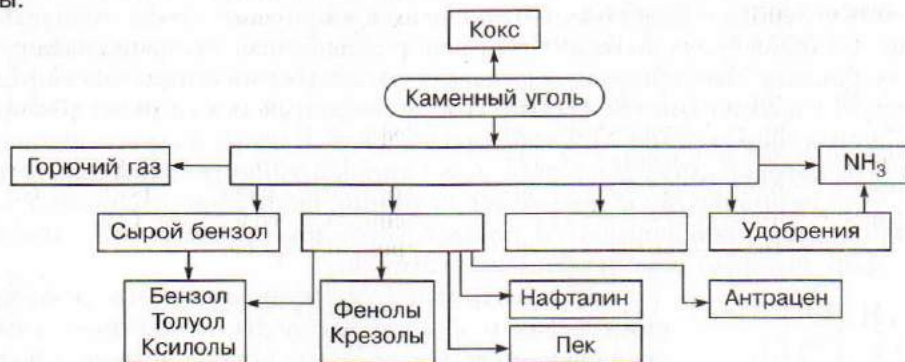 ы.
Кокс
Каменный уголь
Горючий газ
NH3
Сырой бензол
Удобрения
Бензол
Толуол
Ксилолы
Фенолы
Крезолы
Нафталин
Антрацен
Пек